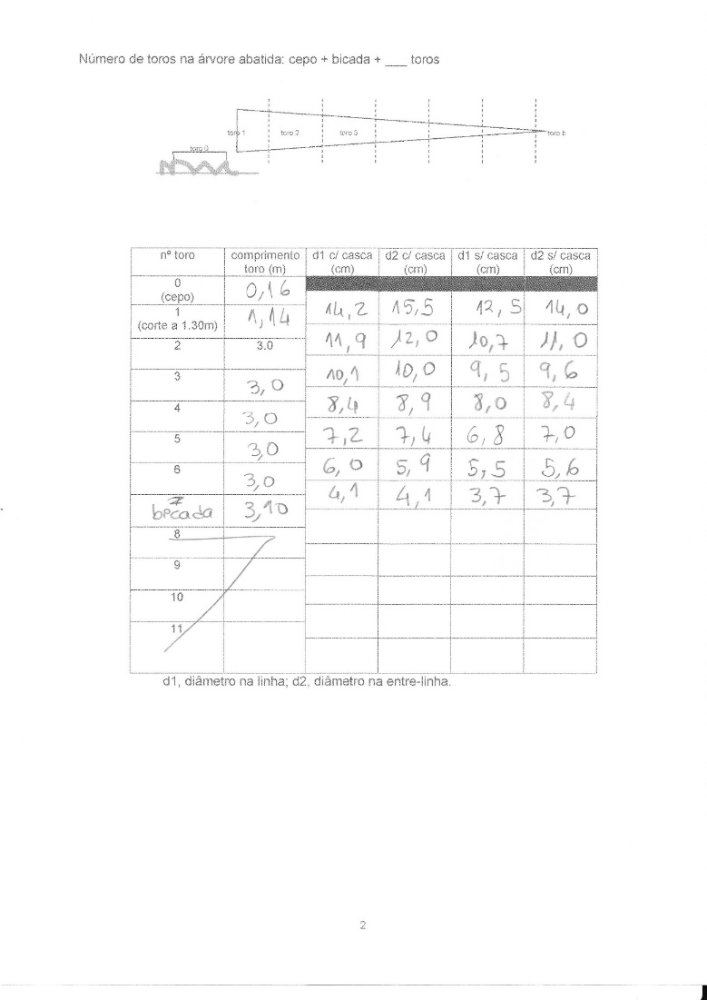 Número de toros na árvore abatida: cepo + bicada + ___ toros
toro 1 toro 2 toro 3 toro b
toro 0
nº toro comprimento toro (m) d1 c/ casca (cm) d2 c/ casca (cm) d1 s/ casca (cm) d2 s/ casca (cm)
0 (cepo) 0,16
14,2 15,5 12,5 14,0
1 (corte a 1.30m) 1,14
11,9 12,0 10,7 11,0
2 3.0
10,1 10,0 9,5 9,6
3 3,0
8,4 8,9 8,0 8,4
4 3,0
7,2 7,4 6,8 7,0
5 3,0
6,0 5,9 5,5 5,6
6 3,0
4,1 4,1 3,7 3,7
7 bicada 3,10
8
9
10
11
d1, diâmetro na linha; d2, diâmetro na entre-linha.
2